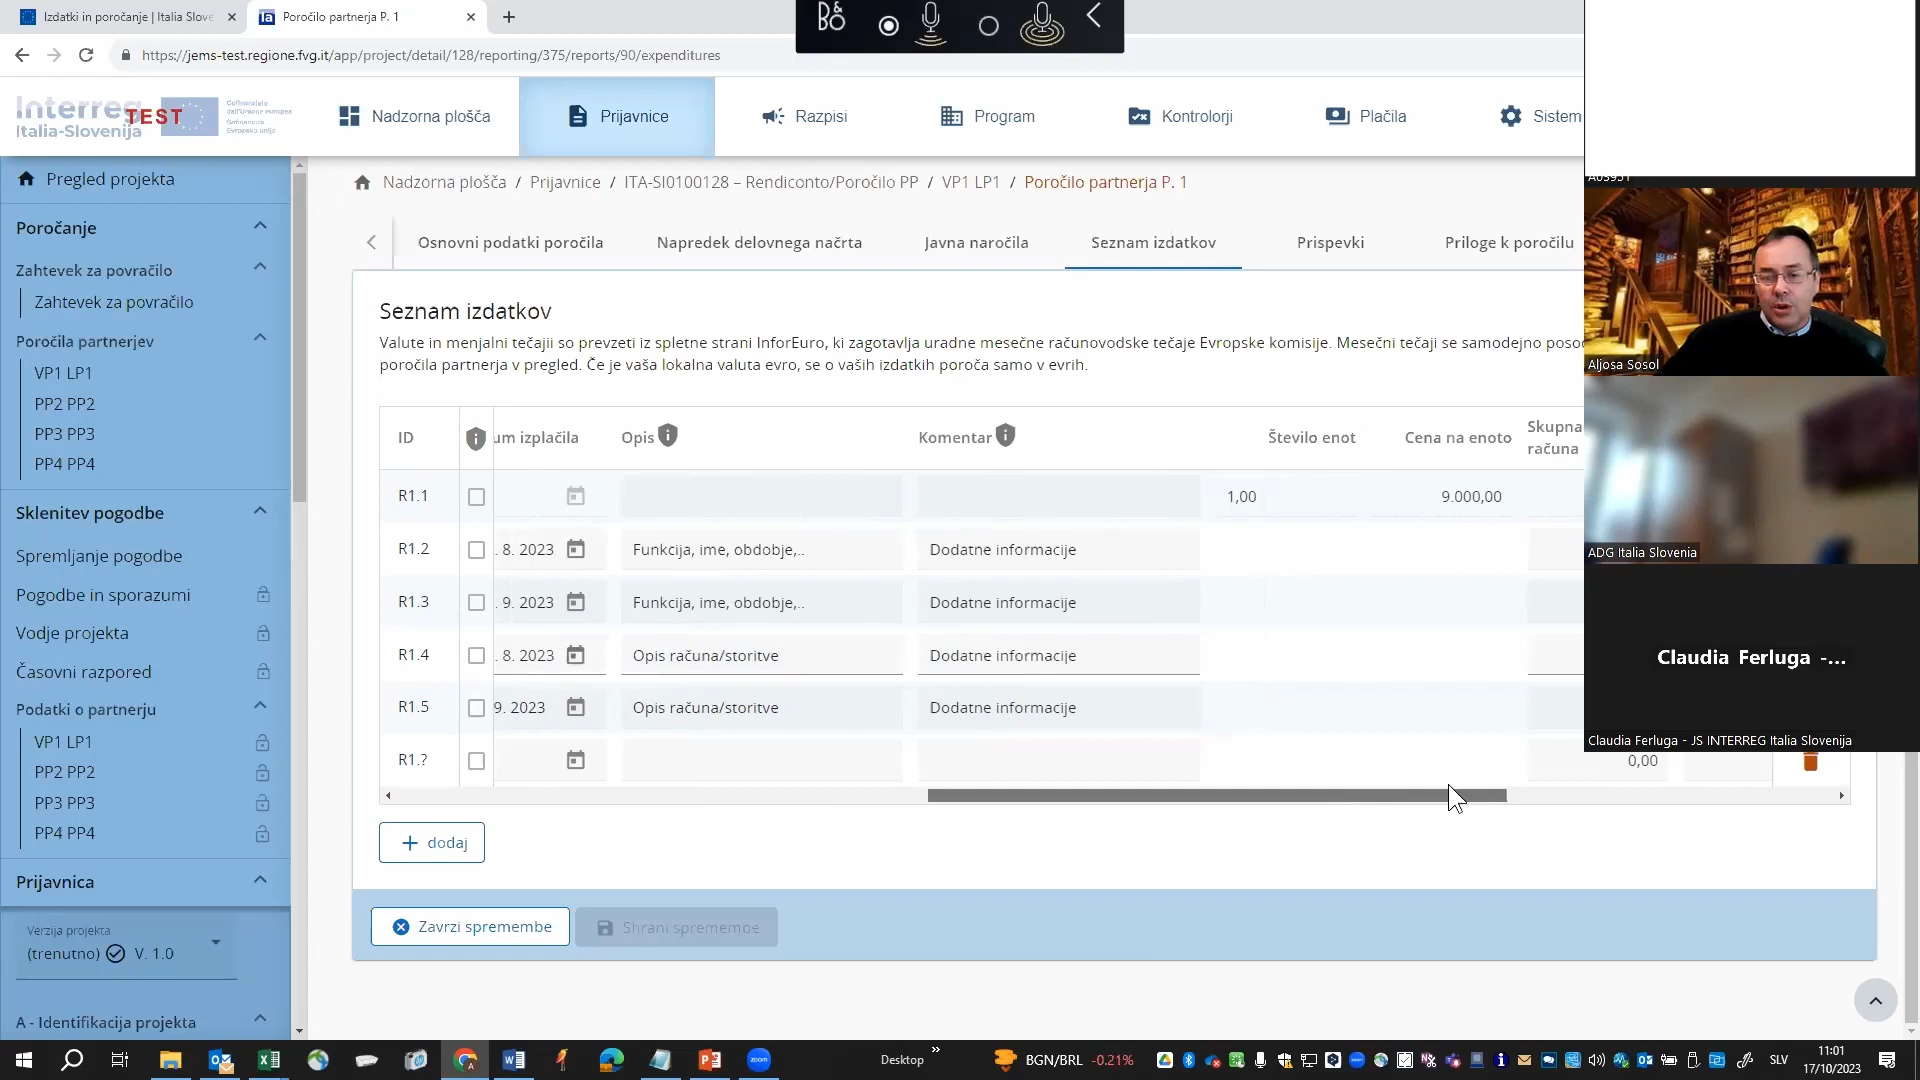 Izdatki in poročanje | Italia Slove
Poročilo partnerja P. 1
https://jems-test.regione.fvg.it/app/project/detail/128/reporting/375/reports/90/expenditures
Interreg
Italia-Slovenija
TEST
Nadzorna plošča
Prijavnice
Razpisi
Program
Kontrolorji
Plačila
Sistem
Pregled projekta
Poročanje
Zahtevek za povračilo
Zahtevek za povračilo
Poročila partnerjev
VP1 LP1
PP2 PP2
PP3 PP3
PP4 PP4
Sklenitev pogodbe
Spremljanje pogodbe
Pogodbe in sporazumi
Vodje projekta
Časovni razpored
Podatki o partnerju
VP1 LP1
PP2 PP2
PP3 PP3
PP4 PP4
Prijavnica
Verzija projekta
(trenutno) V. 1.0
A - Identifikacija projekta
Nadzorna plošča / Prijavnice / ITA-SI0100128 – Rendiconto/Poročilo PP / VP1 LP1 / Poročilo partnerja P. 1
Osnovni podatki poročila
Napredek delovnega načrta
Javna naročila
Seznam izdatkov
Prispevki
Priloge k poročilu
Seznam izdatkov
Valute in menjalni tečajii so prevzeti iz spletne strani InforEuro, ki zagotavlja uradne mesečne računovodske tečaje Evropske komisije. Mesečni tečaji se samodejno posod
poročila partnerja v pregled. Če je vaša lokalna valuta evro, se o vaših izdatkih poroča samo v evrih.
ID um izplačila Opis Komentar Število enot Cena na enoto Skupna
računa
R1.1 1,00 9.000,00
R1.2 . 8. 2023 Funkcija, ime, obdobje,.. Dodatne informacije
R1.3 . 9. 2023 Funkcija, ime, obdobje,.. Dodatne informacije
R1.4 . 8. 2023 Opis računa/storitve Dodatne informacije
R1.5 9. 2023 Opis računa/storitve Dodatne informacije
R1.? 0,00
+ dodaj
Zavrzi spremembe
Shrani spremembe
Aljosa Sosol
ADG Italia Slovenia
Claudia Ferluga -...
Claudia Ferluga - JS INTERREG Italia Slovenija
Desktop
BGN/BRL -0.21%
SLV
11:01
17/10/2023